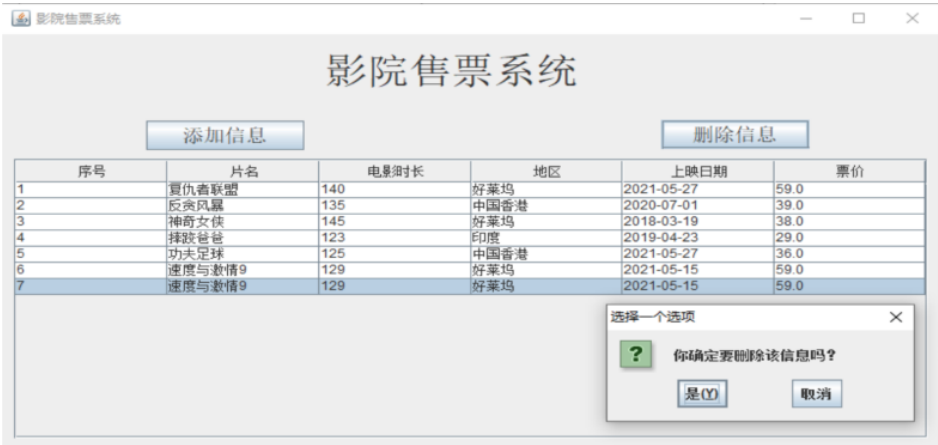 影院售票系统
影院售票系统
添加信息 删除信息
序号 片名 电影时长 地区 上映日期 票价
1 复仇者联盟 140 好莱坞 2021-05-27 59.0
2 反贪风暴 135 中国香港 2020-07-01 39.0
3 神奇女侠 145 好莱坞 2018-03-19 38.0
4 摔跤爸爸 123 印度 2019-04-23 29.0
5 功夫足球 125 中国香港 2021-05-27 36.0
6 速度与激情9 129 好莱坞 2021-05-15 59.0
7 速度与激情9 129 好莱坞 2021-05-15 59.0
选择一个选项
? 你确定要删除该信息吗?
是(Y) 取消